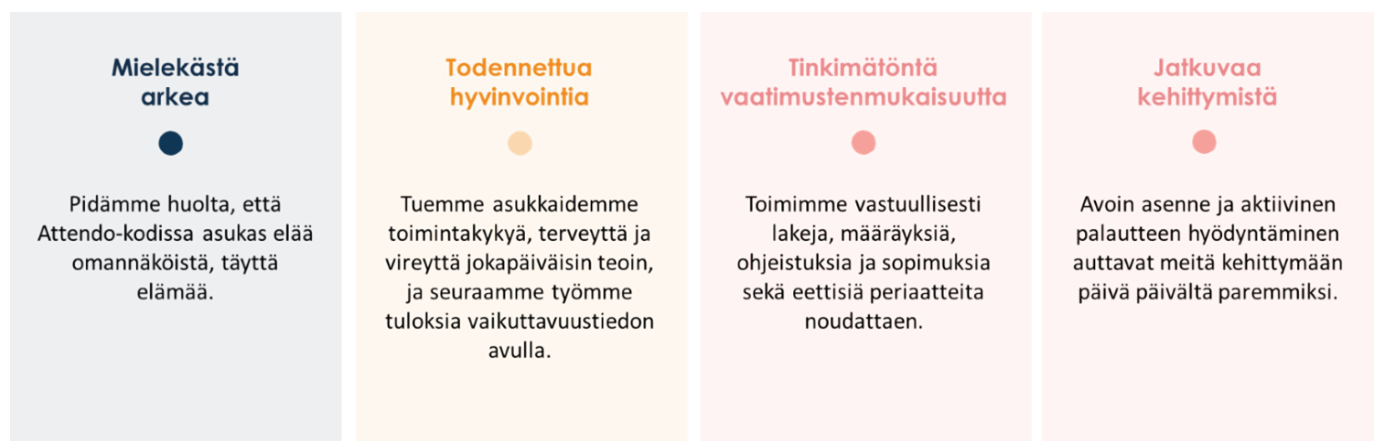 Mielekästä
arkea
Pidämme huolta, että
Attendo-kodissa asukas elää
omannäköistä, täyttä
elämää.
Todennettua
hyvinvointia
Tuemme asukkaidemme
toimintakykyä, terveyttä ja
vireyttä jokapäiväisin teoin,
ja seuraamme työmme
tuloksia vaikuttavuustiedon
avulla.
Tinkimätöntä
vaatimustenmukaisuutta
Toimimme vastuullisesti
lakeja, määräyksiä,
ohjeistuksia ja sopimuksia
sekä eettisiä periaatteita
noudattaen.
Jatkuvaa
kehittymistä
Avoin asenne ja aktiivinen
palautteen hyödyntäminen
auttavat meitä kehittymään
päivä päivältä paremmiksi.